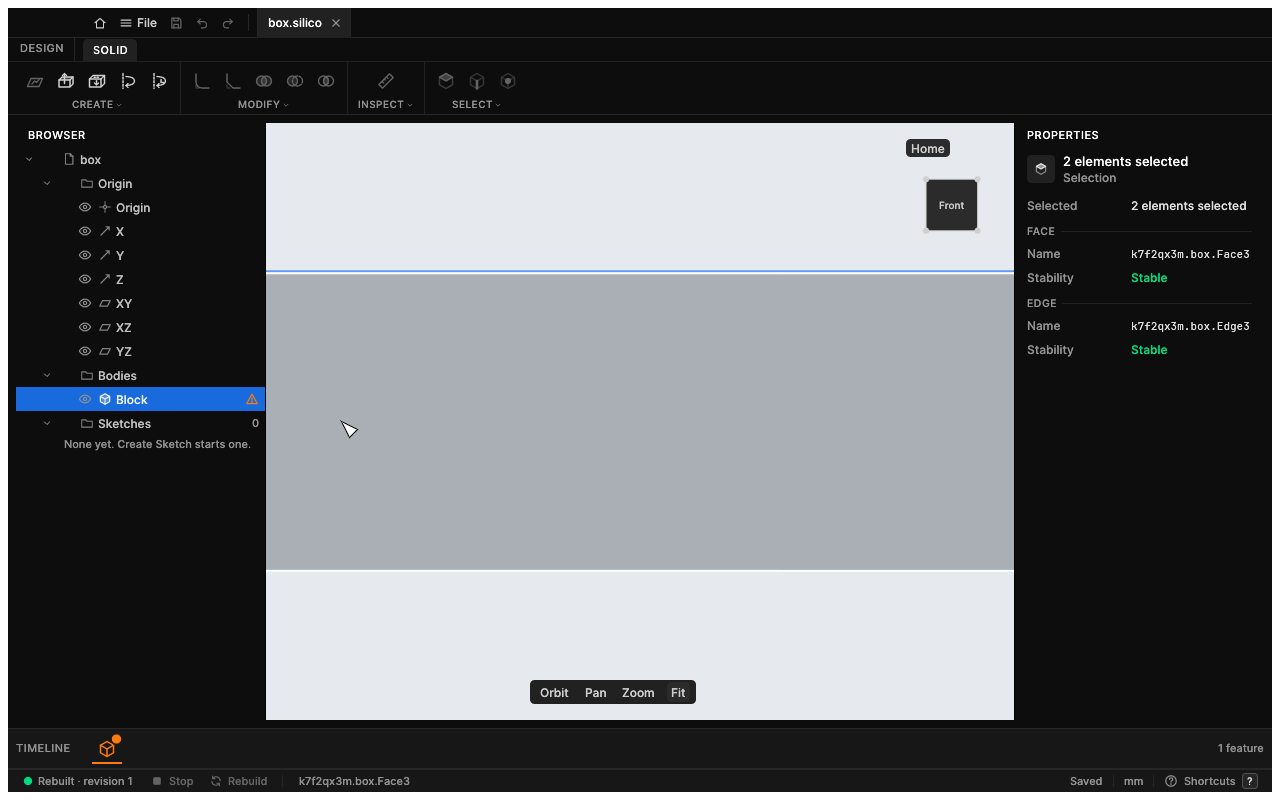 File
box.silico
DESIGN
SOLID
CREATE
MODIFY
INSPECT
SELECT
BROWSER
box
Origin
Origin
X
Y
Z
XY
XZ
YZ
Bodies
Block
Sketches 0
None yet. Create Sketch starts one.
Home
Front
Orbit Pan Zoom Fit
PROPERTIES
2 elements selected
Selection
Selected 2 elements selected
FACE
Name k7f2qx3m.box.Face3
Stability Stable
EDGE
Name k7f2qx3m.box.Edge3
Stability Stable
TIMELINE
1 feature
Rebuilt · revision 1 Stop Rebuild k7f2qx3m.box.Face3
Saved mm Shortcuts ?